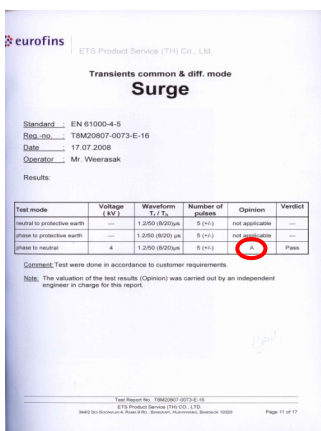 eurofins
ETS Product Service (TH) Co., Ltd.
Transients common & diff. mode
Surge
Standard : EN 61000-4-5
Reg.-no. : T8M20807-0073-E-16
Date : 17.07.2008
Operator : Mr. Weerasak
Results:
Test mode Voltage ( kV ) Waveform Tr / Th Number of pulses Opinion Verdict
neutral to protective earth --- 1.2/50 (8/20)µs 5 (+/-) not applicable ---
phase to protective earth --- 1.2/50 (8/20) µs 5 (+/-) not applicable ---
phase to neutral 4 1.2/50 (8/20)µs 5 (+/-) A Pass
Comment: Test were done in accordance to customer requirements.
Note: The valuation of the test results (Opinion) was carried out by an independent
engineer in charge for this report.
Test Report No.: T8M20807-0073-E-16
ETS Product Service (TH) CO., LTD.
Page 11 of 17